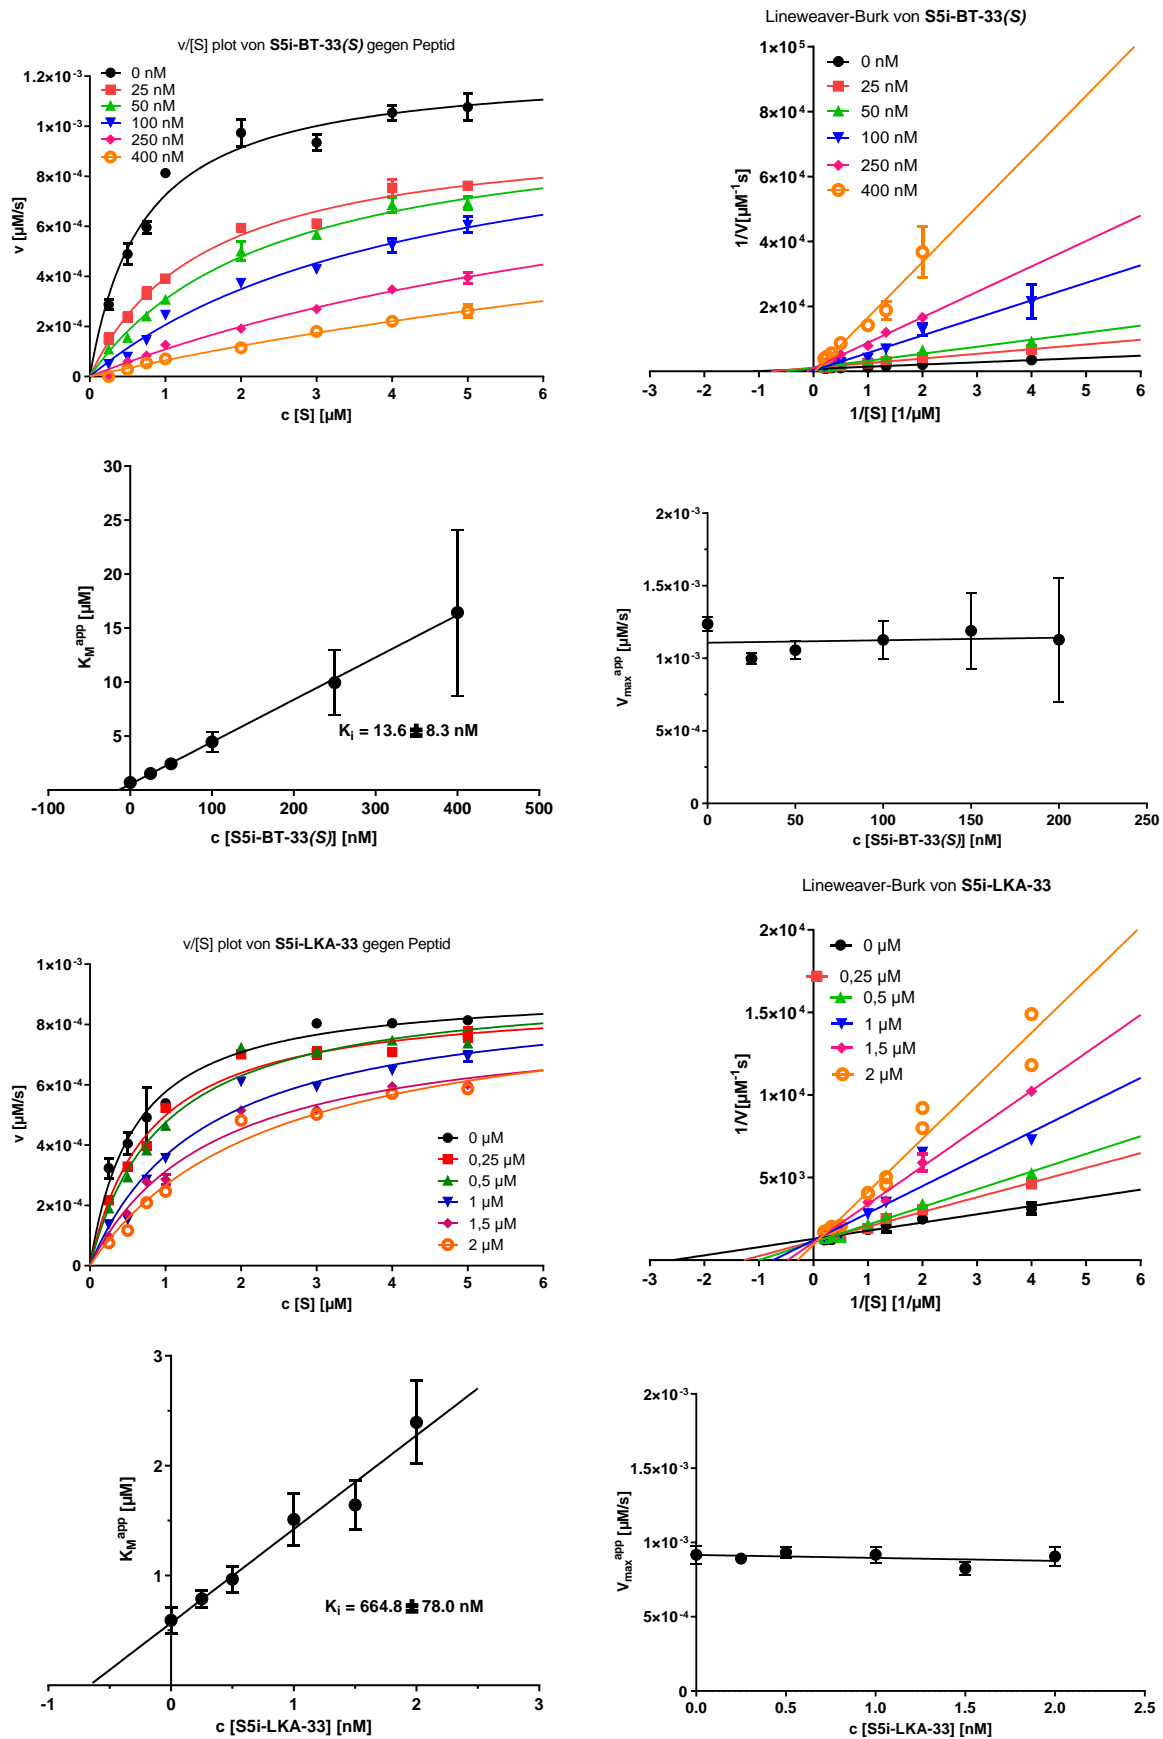 v/[S] plot von S5i-BT-33(S) gegen Peptid
0 nM
25 nM
50 nM
100 nM
250 nM
400 nM
1.2×10⁻³
1×10⁻³
8×10⁻⁴
6×10⁻⁴
4×10⁻⁴
2×10⁻⁴
0
v [µM/s]
0 1 2 3 4 5 6
c [S] [µM]
Lineweaver-Burk von S5i-BT-33(S)
0 nM
25 nM
50 nM
100 nM
250 nM
400 nM
1×10⁵
8×10⁴
6×10⁴
4×10⁴
2×10⁴
1/V[µM⁻¹s]
-3 -2 -1 0 1 2 3 4 5 6
1/[S] [1/µM]
30
25
20
15
10
5
K_M^app [µM]
K_i = 13.6 ± 8.3 nM
-100 0 100 200 300 400 500
c [S5i-BT-33(S)] [nM]
2×10⁻³
1.5×10⁻³
1×10⁻³
5×10⁻⁴
0
V_max^app [µM/s]
0 50 100 150 200 250
c [S5i-BT-33(S)] [nM]
v/[S] plot von S5i-LKA-33 gegen Peptid
1×10⁻³
8×10⁻⁴
6×10⁻⁴
4×10⁻⁴
2×10⁻⁴
0
v [µM/s]
0 µM
0,25 µM
0,5 µM
1 µM
1,5 µM
2 µM
0 1 2 3 4 5 6
c [S] [µM]
Lineweaver-Burk von S5i-LKA-33
0 µM
0,25 µM
0,5 µM
1 µM
1,5 µM
2 µM
2×10⁴
1.5×10⁴
1×10⁴
5×10³
1/V[µM⁻¹s]
-3 -2 -1 0 1 2 3 4 5 6
1/[S] [1/µM]
3
2
1
K_M^app [µM]
K_i = 664.8 ± 78.0 nM
-1 0 1 2 3
c [S5i-LKA-33] [nM]
2×10⁻³
1.5×10⁻³
1×10⁻³
5×10⁻⁴
0
V_max^app [µM/s]
0.0 0.5 1.0 1.5 2.0 2.5
c [S5i-LKA-33] [nM]